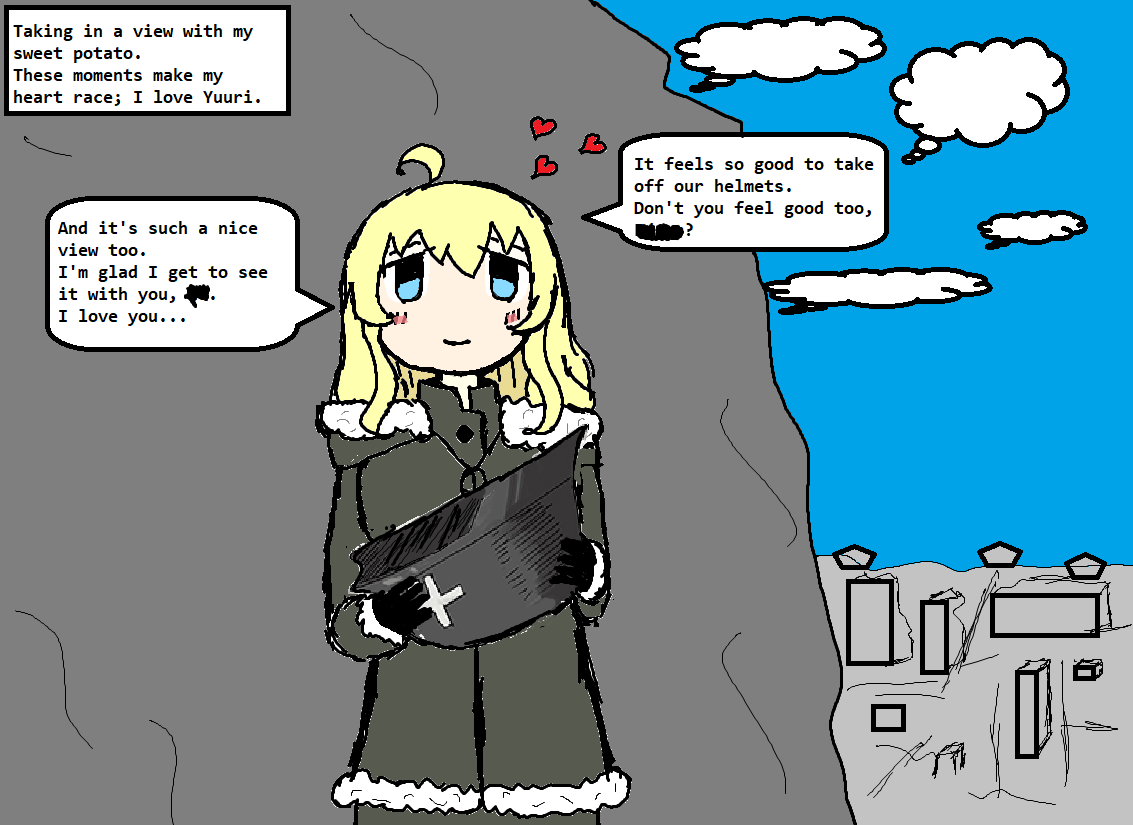 Taking in a view with my
sweet potato.
These moments make my
heart race; I love Yuuri.
It feels so good to take
off our helmets.
Don't you feel good too,
?
And it's such a nice
view too.
I'm glad I get to see
it with you, .
I love you...